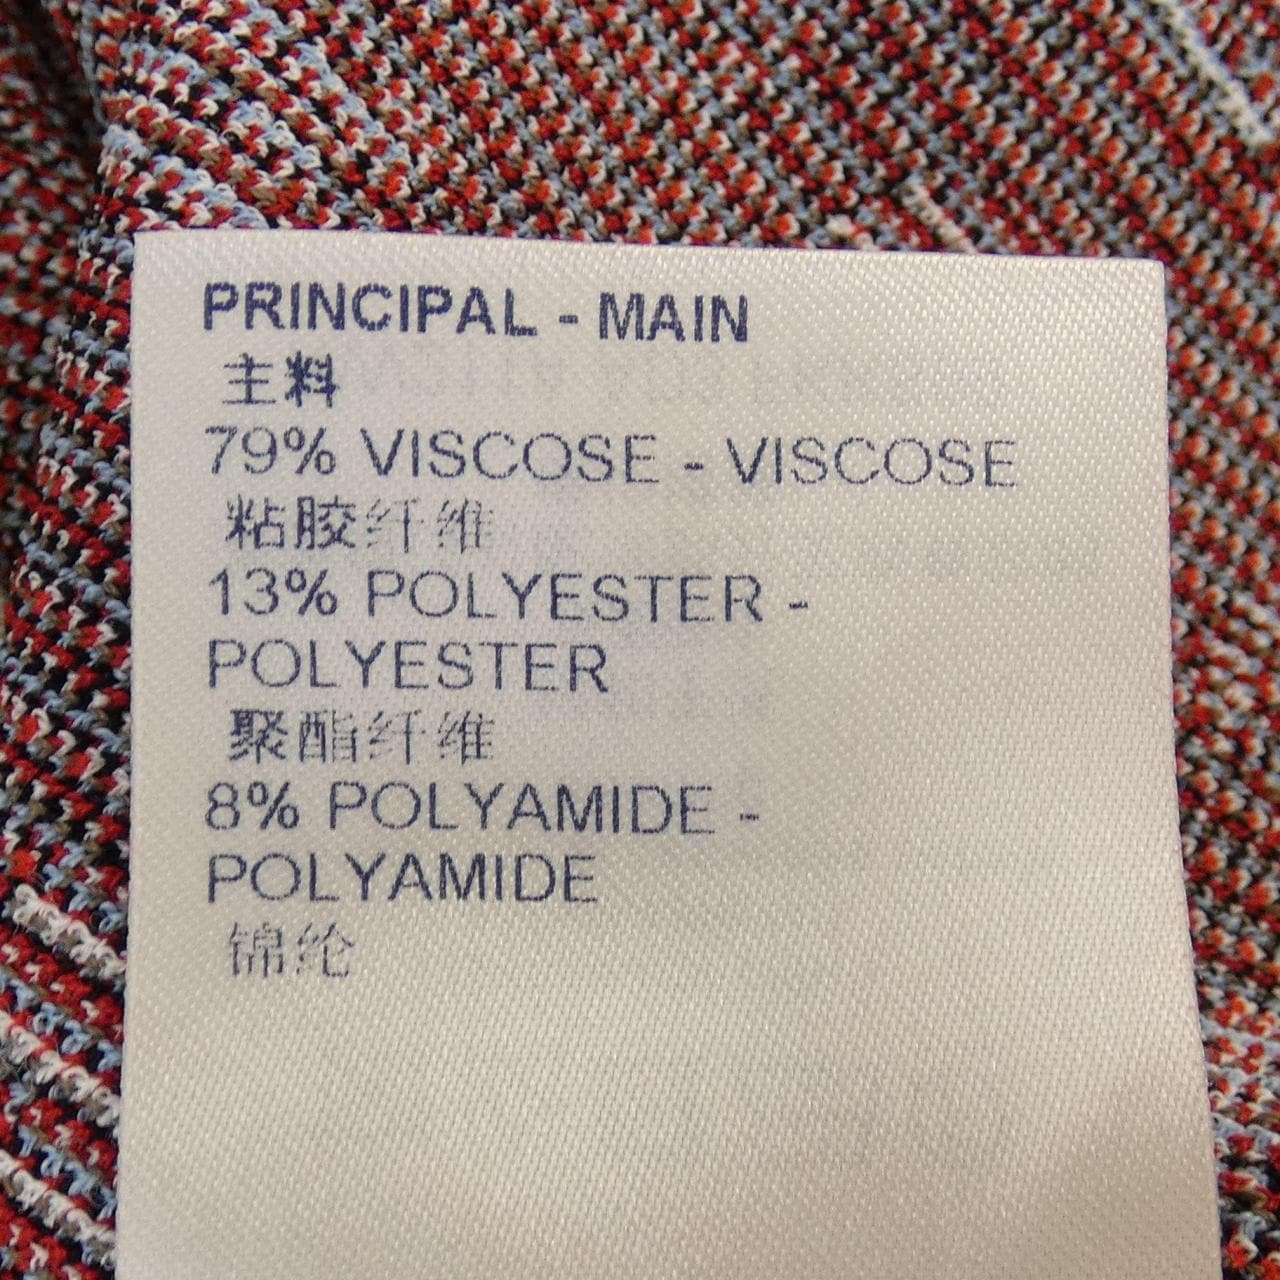 PRINCIPAL - MAIN
主料
79% VISCOSE - VISCOSE
粘胶纤维
13% POLYESTER -
POLYESTER
聚酯纤维
8% POLYAMIDE -
POLYAMIDE
锦纶